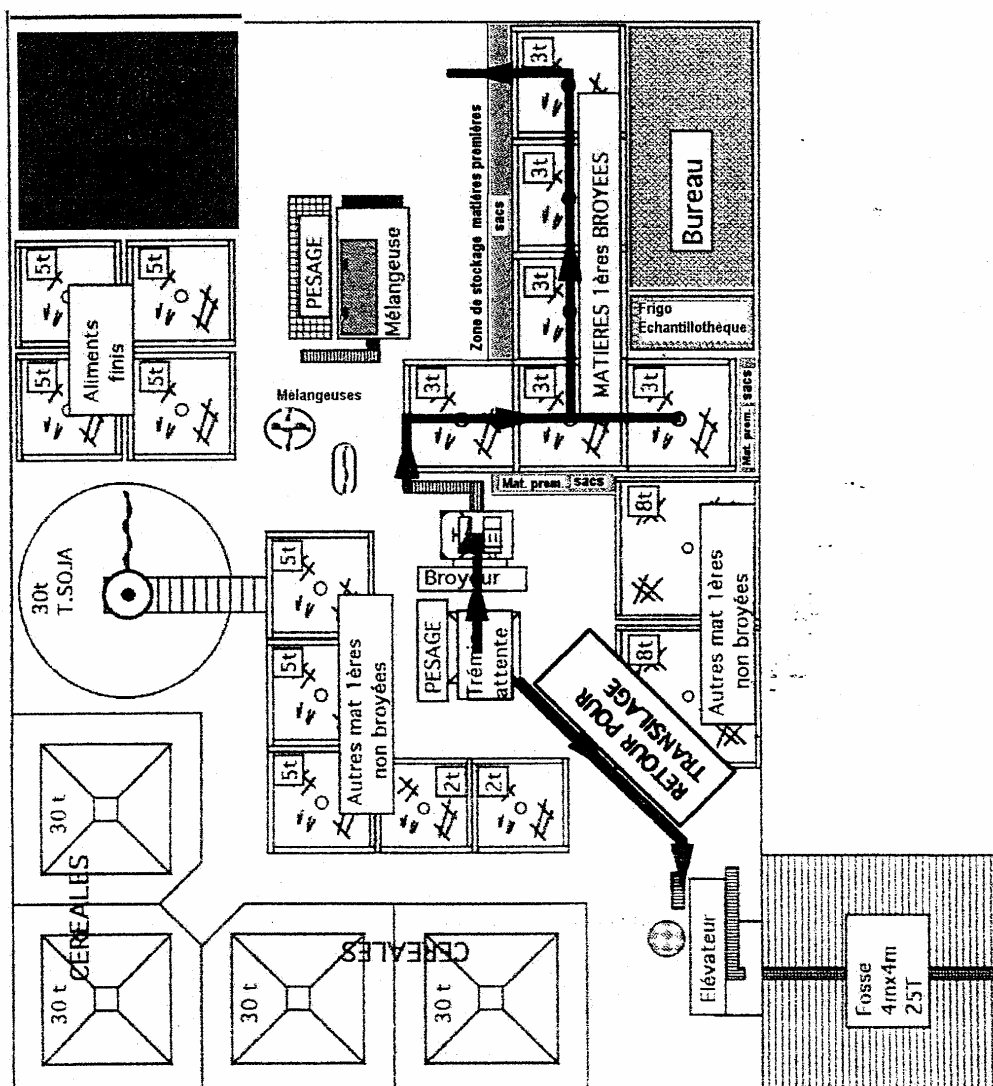 5t
5t
5t
5t
Aliments
finis
PESAGE
Mélangeuse
Mélangeuses
Zone de stockage matières premières
sacs
3t
3t
3t
3t
3t
3t
MATIERES 1ères BROYEES
Bureau
Frigo
Echantillothèque
Mat. prem. sacs
Mat. prem. sacs
30t
T.SOJA
5t
5t
5t
Autres mat 1ères
non broyées
2t
2t
PESAGE
Broyeur
Trémie
attente
8t
8t
Autres mat 1ères
non broyées
RETOUR POUR
TRANSILAGE
30 t
30 t
30 t
30 t
CEREALES
CEREALES
Elévateur
Fosse
4mx4m
25T